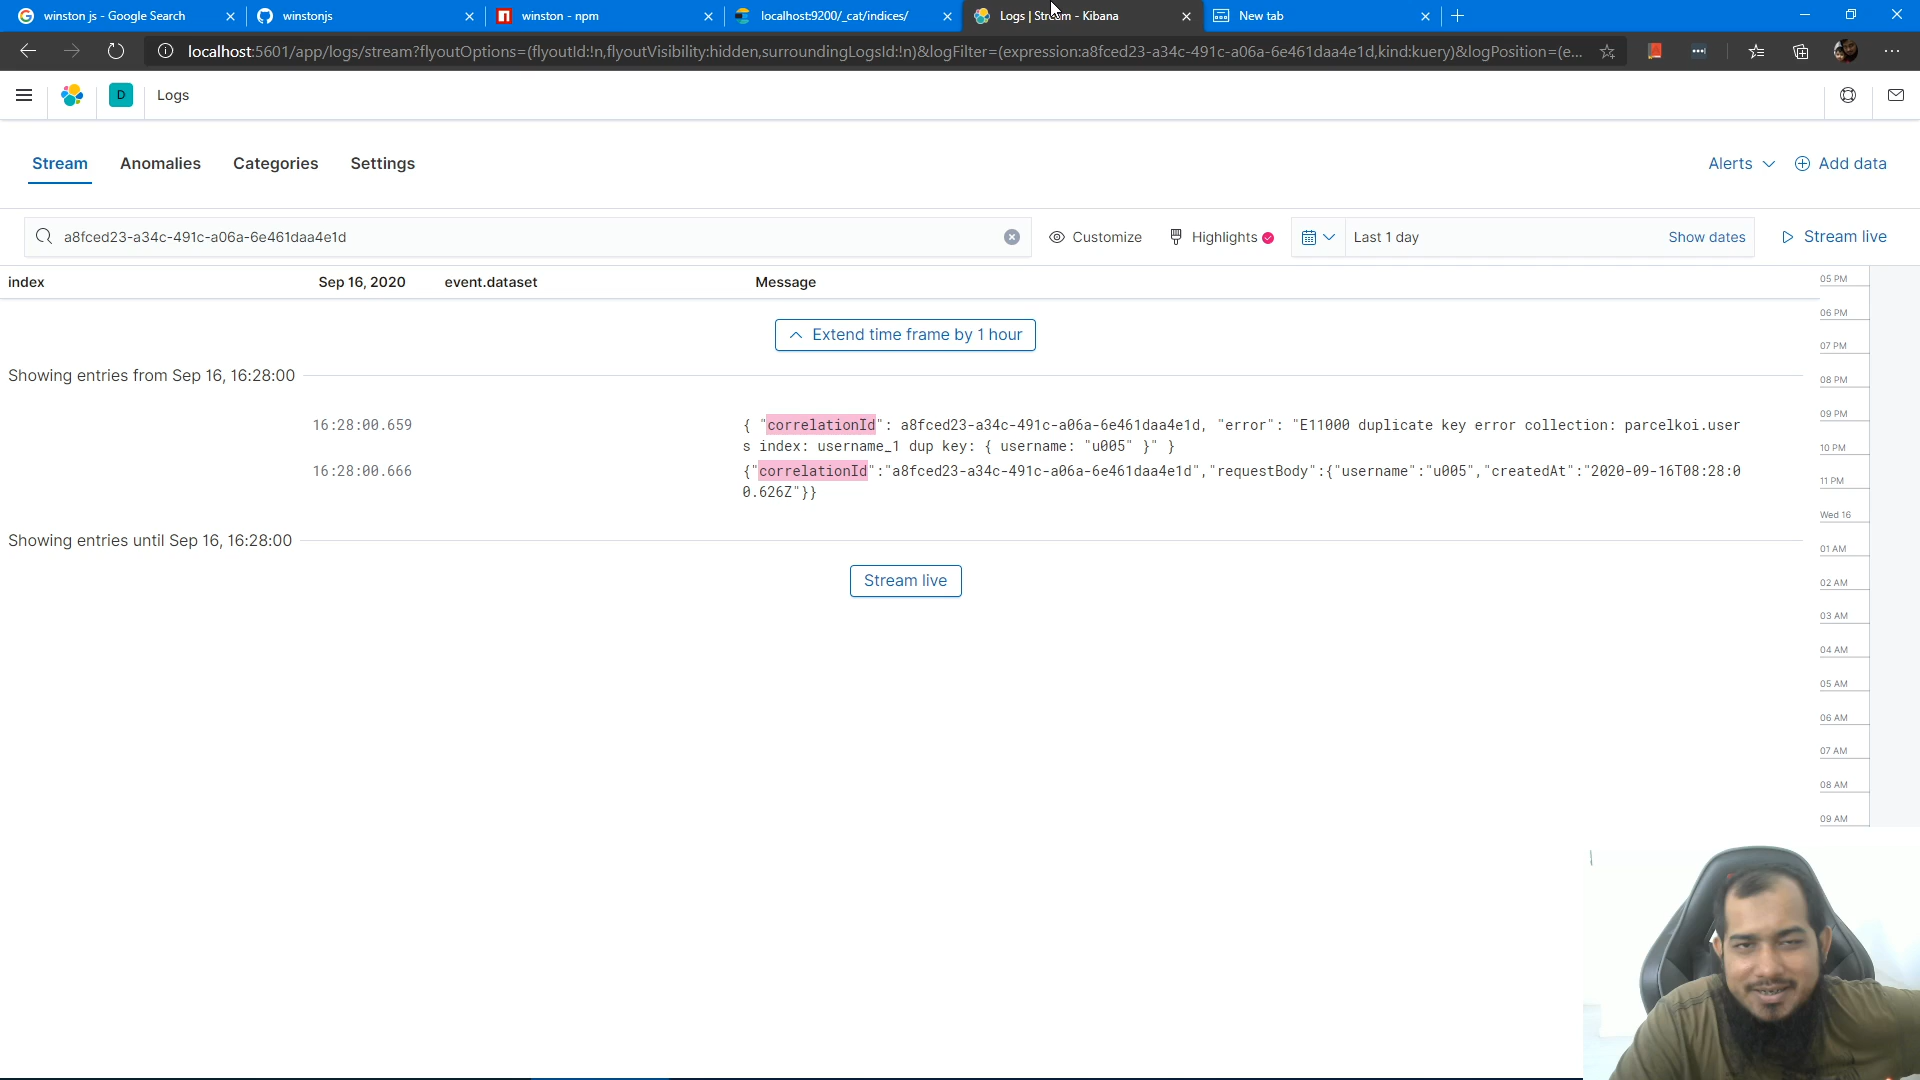 winston js - Google Search
winstonjs
winston - npm
localhost:9200/_cat/indices/
Logs | Stream - Kibana
New tab
localhost:5601/app/logs/stream?flyoutOptions=(flyoutId:!n,flyoutVisibility:hidden,surroundingLogsId:!n)&logFilter=(expression:a8fced23-a34c-491c-a06a-6e461daa4e1d,kind:kuery)&logPosition=(e...
D
Logs
Stream
Anomalies
Categories
Settings
Alerts
Add data
a8fced23-a34c-491c-a06a-6e461daa4e1d
Customize
Highlights
Last 1 day
Show dates
Stream live
index
Sep 16, 2020
event.dataset
Message
Extend time frame by 1 hour
Showing entries from Sep 16, 16:28:00
16:28:00.659
{ "correlationId": a8fced23-a34c-491c-a06a-6e461daa4e1d, "error": "E11000 duplicate key error collection: parcelkoi.user
s index: username_1 dup key: { username: "u005" }" }
16:28:00.666
{"correlationId":"a8fced23-a34c-491c-a06a-6e461daa4e1d","requestBody":{"username":"u005","createdAt":"2020-09-16T08:28:0
0.626Z"}}
Showing entries until Sep 16, 16:28:00
Stream live
05 PM
06 PM
07 PM
08 PM
09 PM
10 PM
11 PM
Wed 16
01 AM
02 AM
03 AM
04 AM
05 AM
06 AM
07 AM
08 AM
09 AM